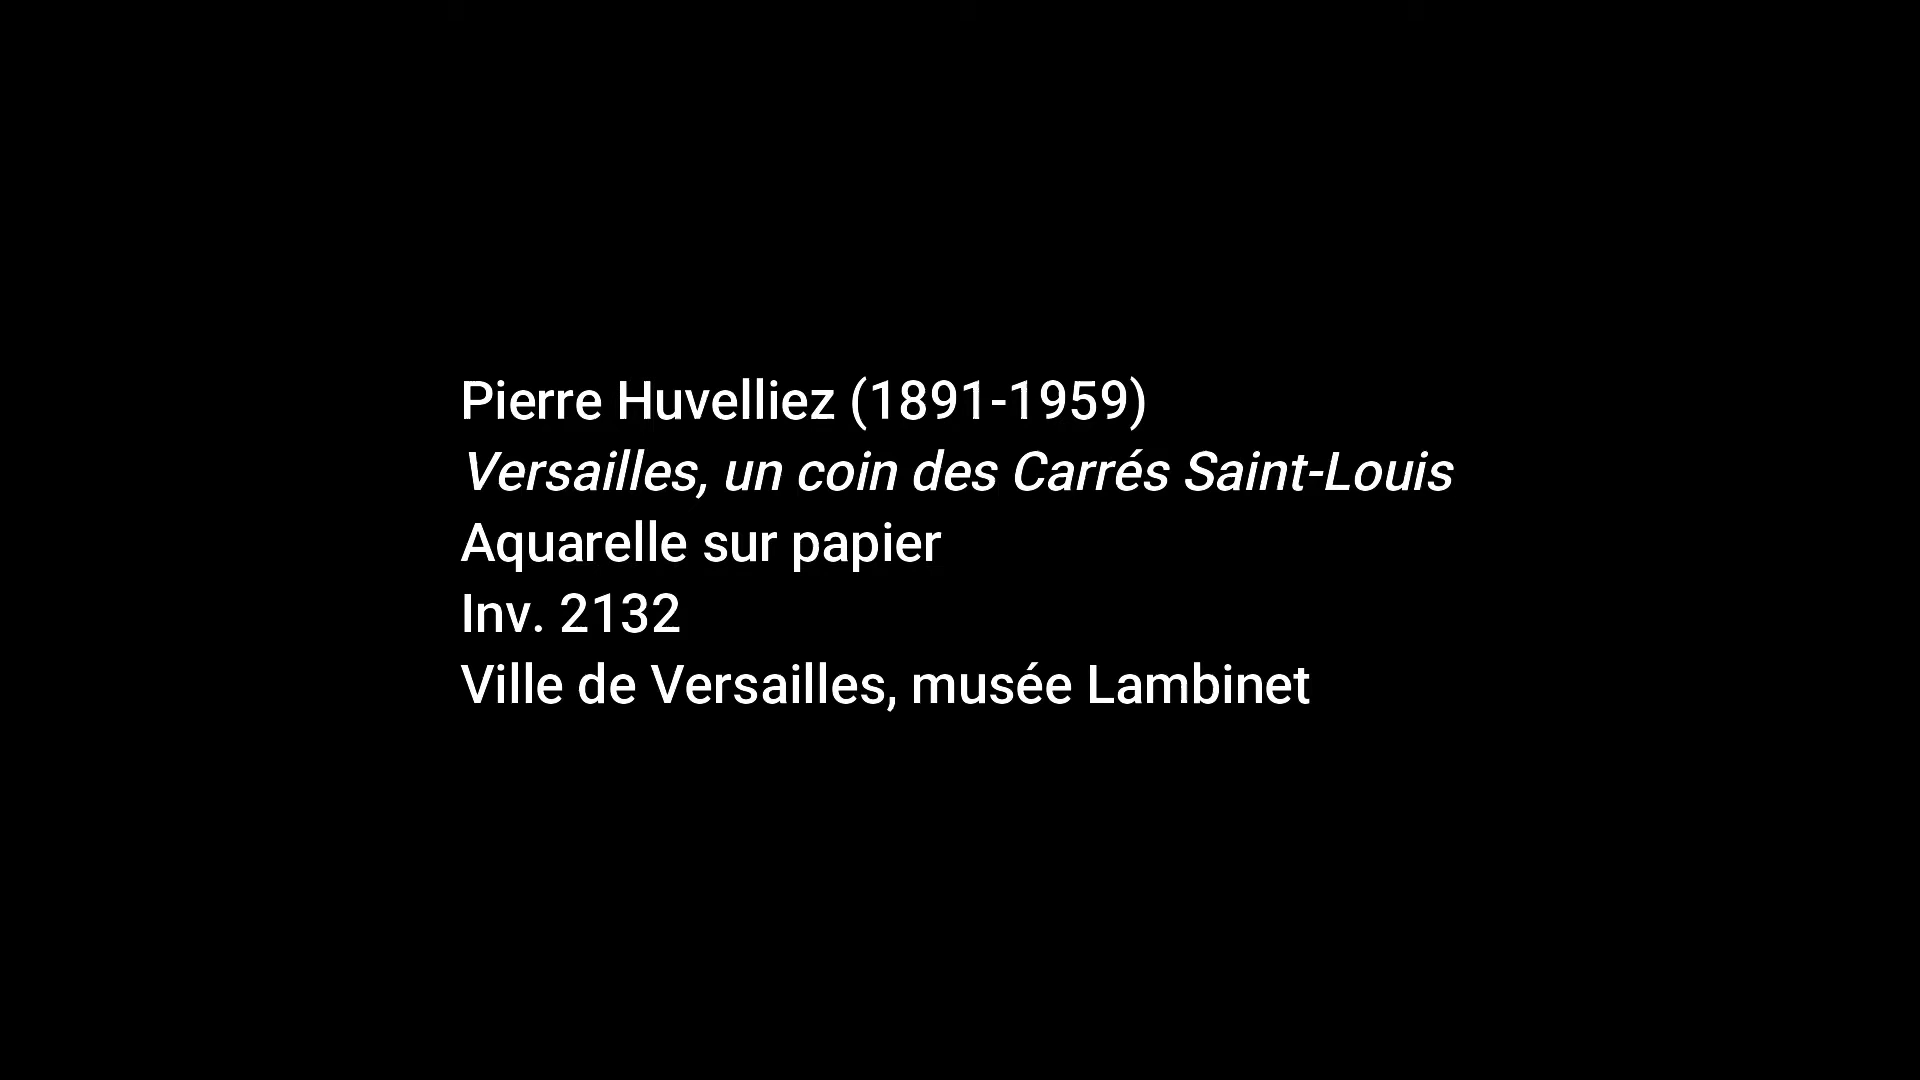 Pierre Huvelliez (1891-1959)
Versailles, un coin des Carrés Saint-Louis
Aquarelle sur papier
Inv. 2132
Ville de Versailles, musée Lambinet